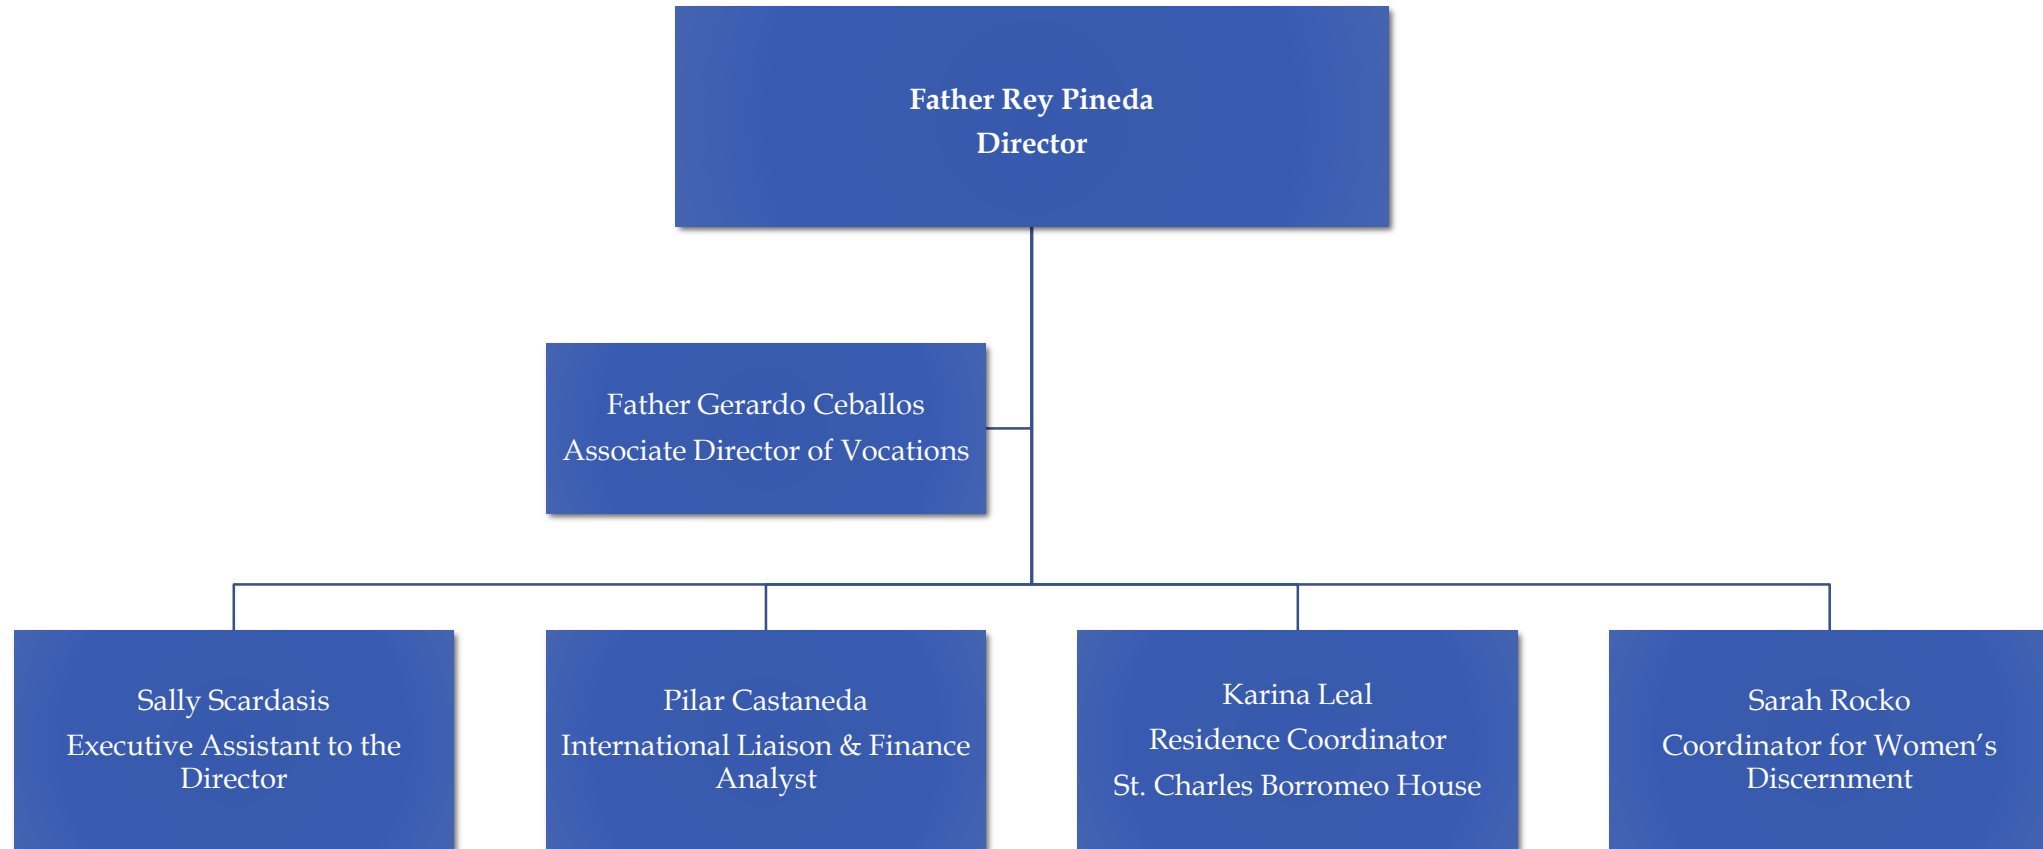 Father Rey Pineda
Director
Father Gerardo Ceballos
Associate Director of Vocations
Sally Scardasis
Executive Assistant to the
Director
Pilar Castaneda
International Liaison & Finance
Analyst
Karina Leal
Residence Coordinator
St. Charles Borromeo House
Sarah Rocko
Coordinator for Women’s
Discernment